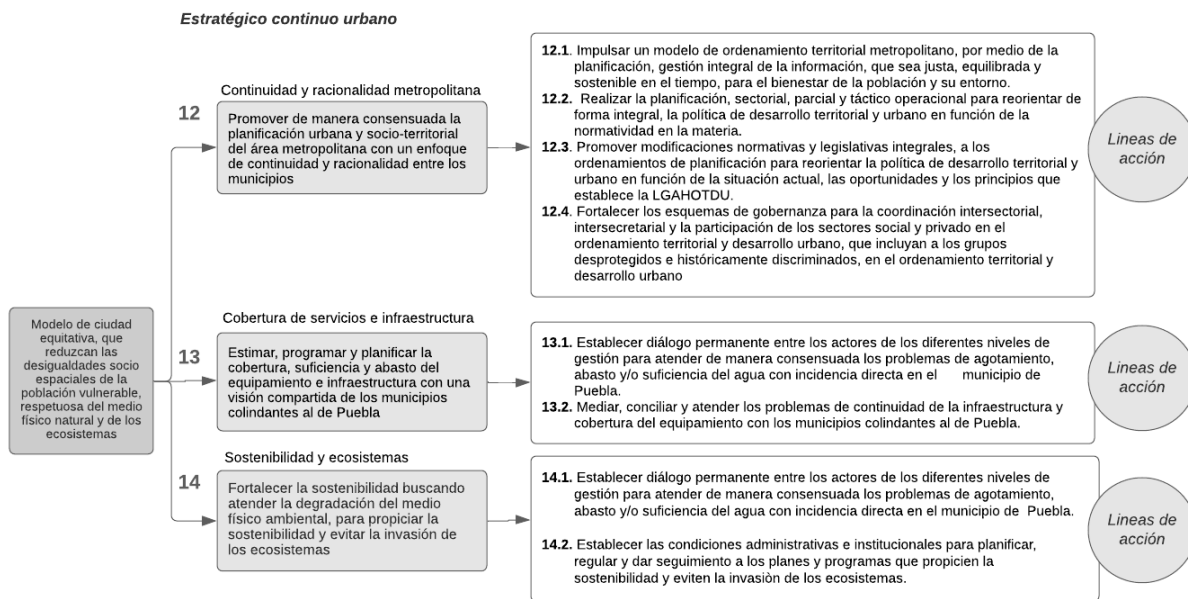 Estratégico continuo urbano
Modelo de ciudad
equitativa, que
reduzcan las
desigualdades socio
espaciales de la
población vulnerable,
respetuosa del medio
físico natural y de los
ecosistemas
12
Continuidad y racionalidad metropolitana
Promover de manera consensuada la
planificación urbana y socio-territorial
del área metropolitana con un enfoque
de continuidad y racionalidad entre los
municipios
12.1. Impulsar un modelo de ordenamiento territorial metropolitano, por medio de la
planificación, gestión integral de la información, que sea justa, equilibrada y
sostenible en el tiempo, para el bienestar de la población y su entorno.
12.2. Realizar la planificación, sectorial, parcial y táctico operacional para reorientar de
forma integral, la política de desarrollo territorial y urbano en función de la
normatividad en la materia.
12.3. Promover modificaciones normativas y legislativas integrales, a los
ordenamientos de planificación para reorientar la política de desarrollo territorial y
urbano en función de la situación actual, las oportunidades y los principios que
establece la LGAHOTDU.
12.4. Fortalecer los esquemas de gobernanza para la coordinación intersectorial,
intersecretarial y la participación de los sectores social y privado en el
ordenamiento territorial y desarrollo urbano, que incluyan a los grupos
desprotegidos e históricamente discriminados, en el ordenamiento territorial y
desarrollo urbano
Lineas de
acción
13
Cobertura de servicios e infraestructura
Estimar, programar y planificar la
cobertura, suficiencia y abasto del
equipamiento e infraestructura con una
visión compartida de los municipios
colindantes al de Puebla
13.1. Establecer diálogo permanente entre los actores de los diferentes niveles de
gestión para atender de manera consensuada los problemas de agotamiento,
abasto y/o suficiencia del agua con incidencia directa en el municipio de
Puebla.
13.2. Mediar, conciliar y atender los problemas de continuidad de la infraestructura y
cobertura del equipamiento con los municipios colindantes al de Puebla.
Lineas de
acción
14
Sostenibilidad y ecosistemas
Fortalecer la sostenibilidad buscando
atender la degradación del medio
físico ambiental, para propiciar la
sostenibilidad y evitar la invasión de
los ecosistemas
14.1. Establecer diálogo permanente entre los actores de los diferentes niveles de
gestión para atender de manera consensuada los problemas de agotamiento,
abasto y/o suficiencia del agua con incidencia directa en el municipio de Puebla.
14.2. Establecer las condiciones administrativas e institucionales para planificar,
regular y dar seguimiento a los planes y programas que propicien la
sostenibilidad y eviten la invasiòn de los ecosistemas.
Lineas de
acción